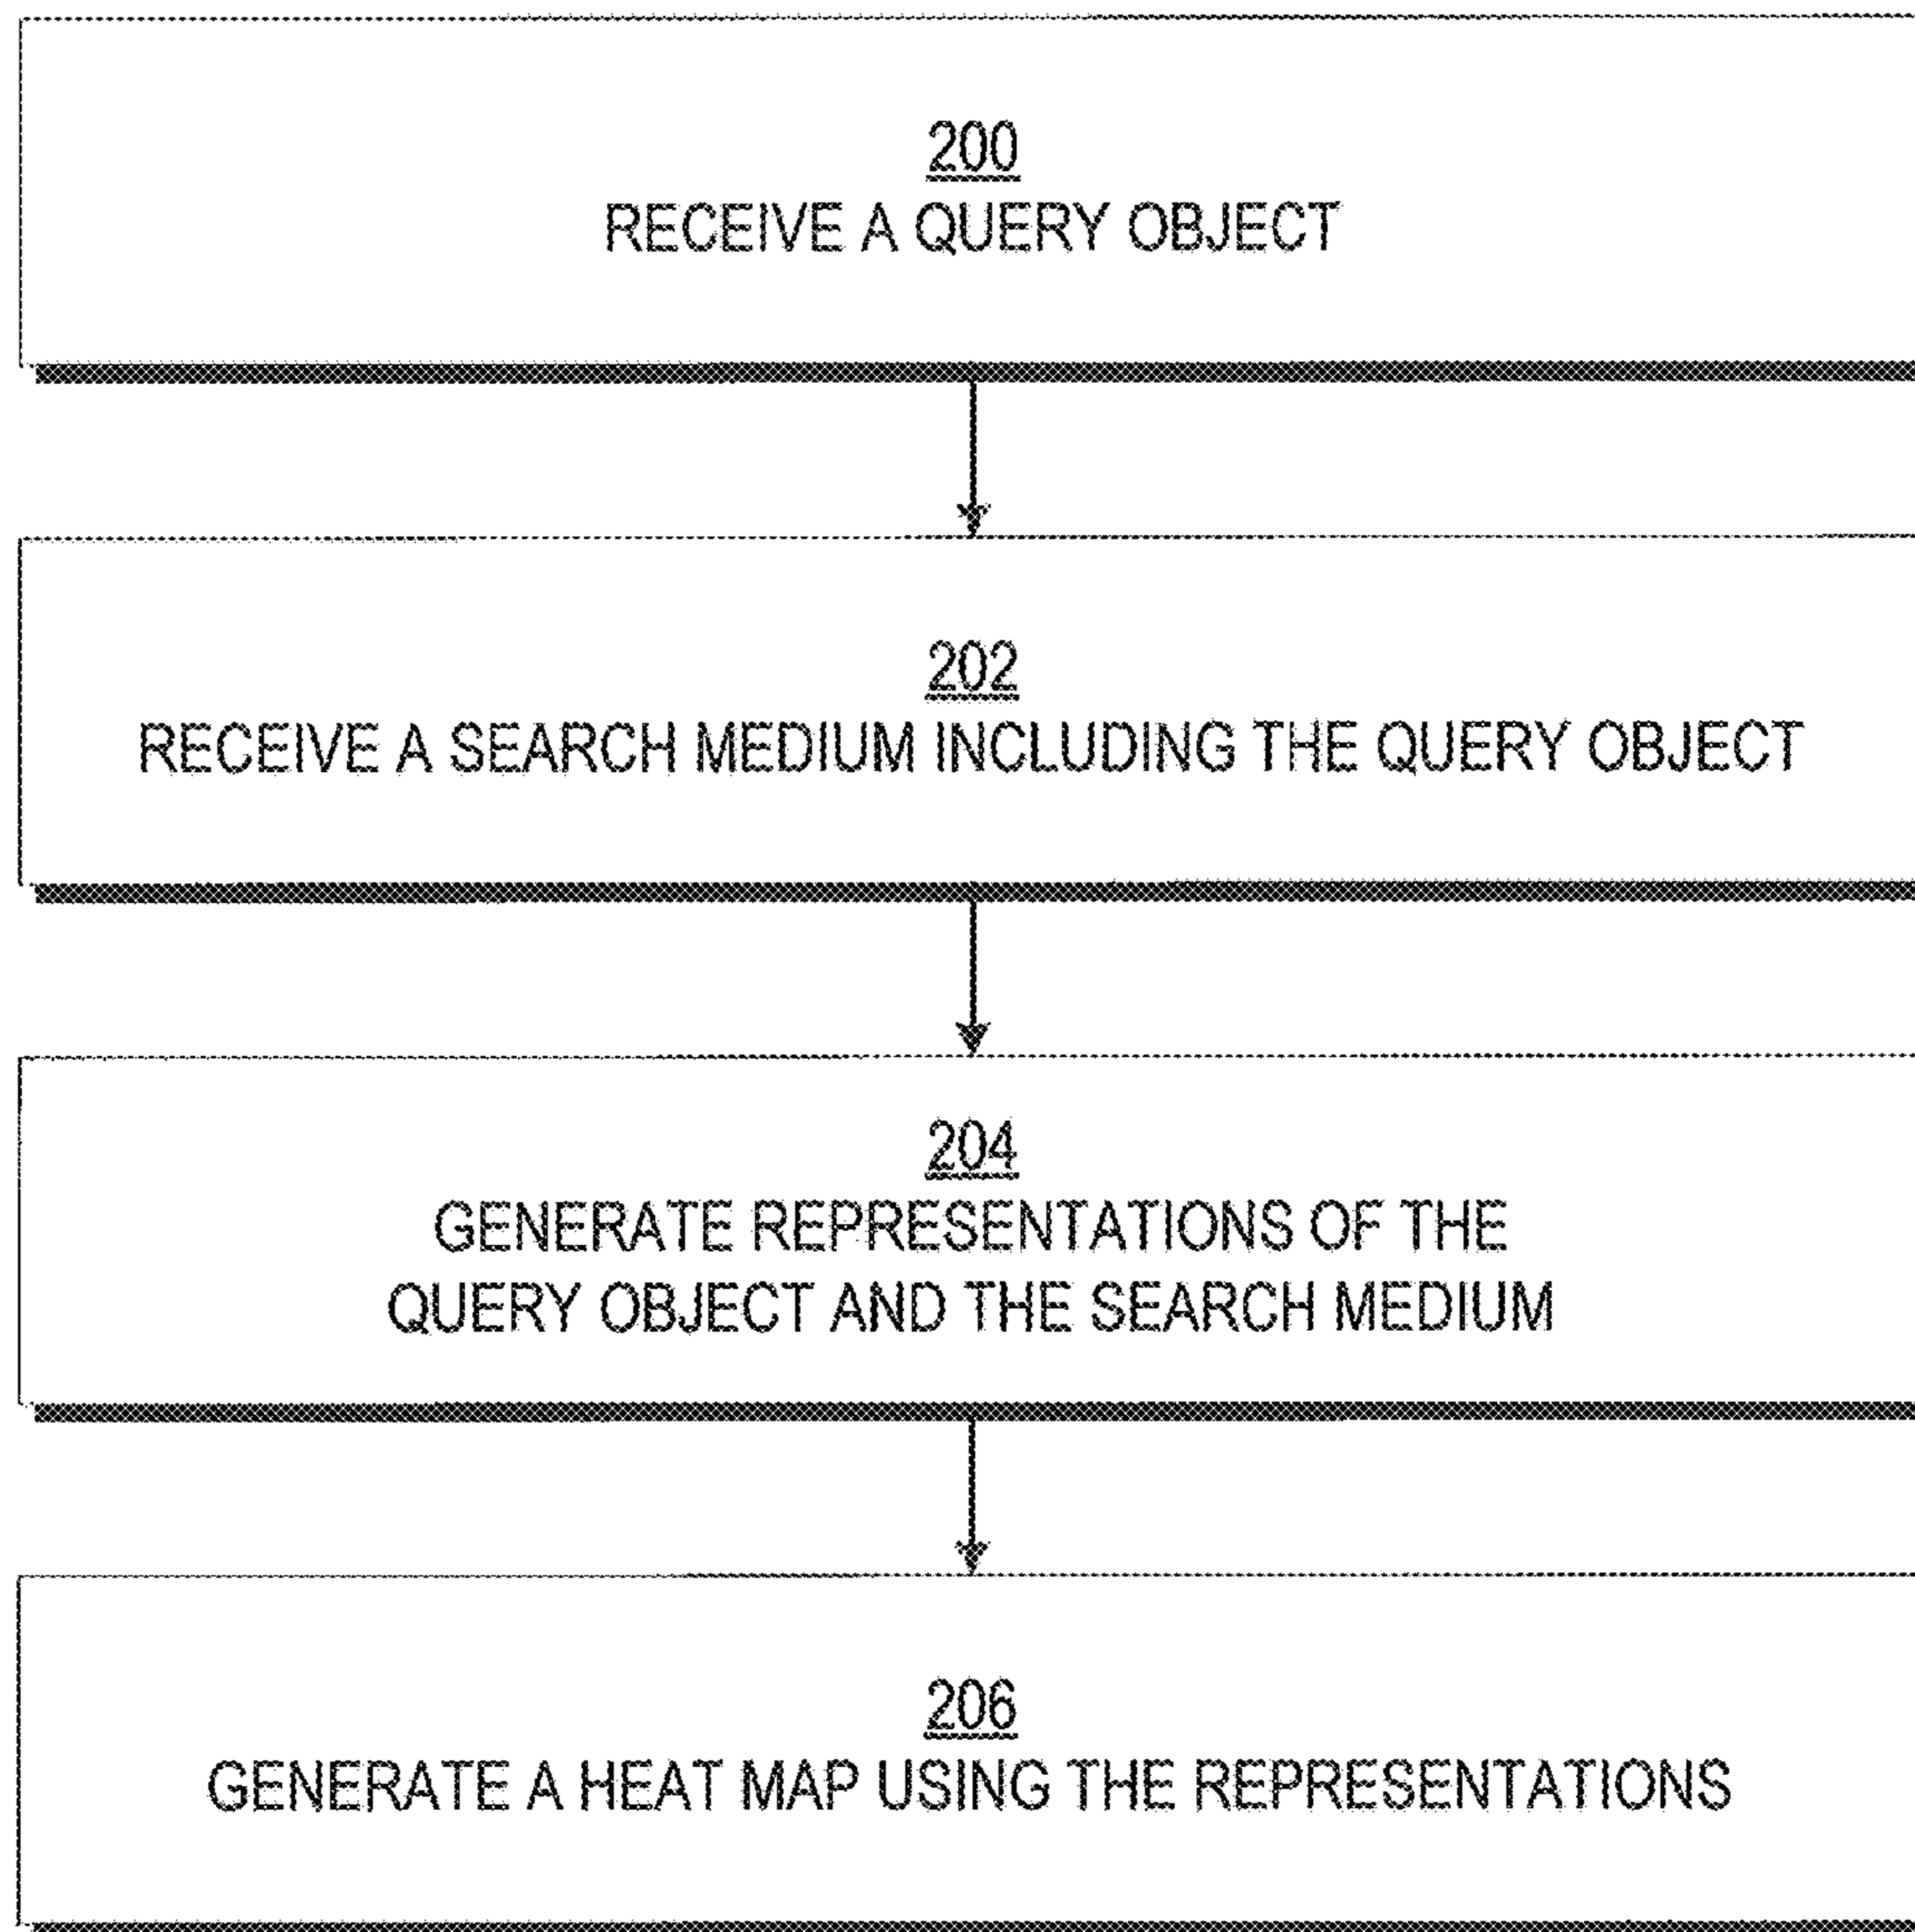 200
RECEIVE A QUERY OBJECT
202
RECEIVE A SEARCH MEDIUM INCLUDING THE QUERY OBJECT
204
GENERATE REPRESENTATIONS OF THE
QUERY OBJECT AND THE SEARCH MEDIUM
206
GENERATE A HEAT MAP USING THE REPRESENTATIONS